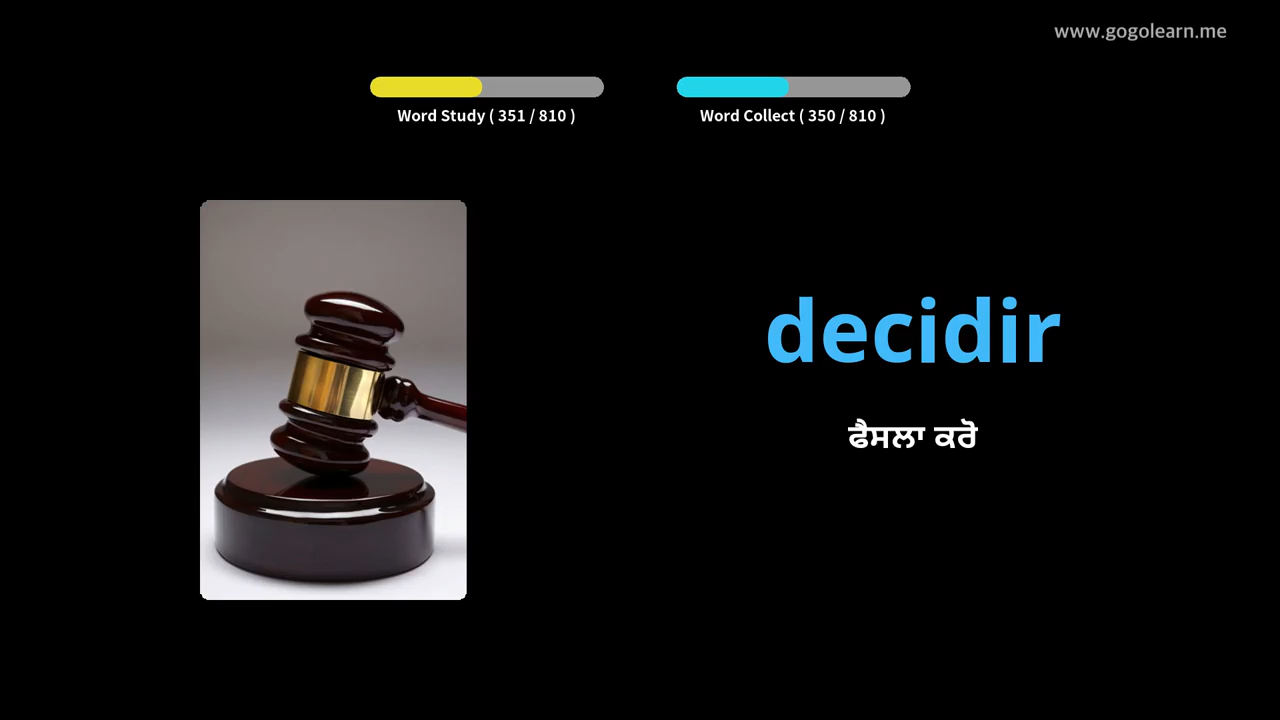 www.gogolearn.me
Word Study ( 351 / 810 )
Word Collect ( 350 / 810 )
decidir
ਫੈਸਲਾ ਕਰੋ